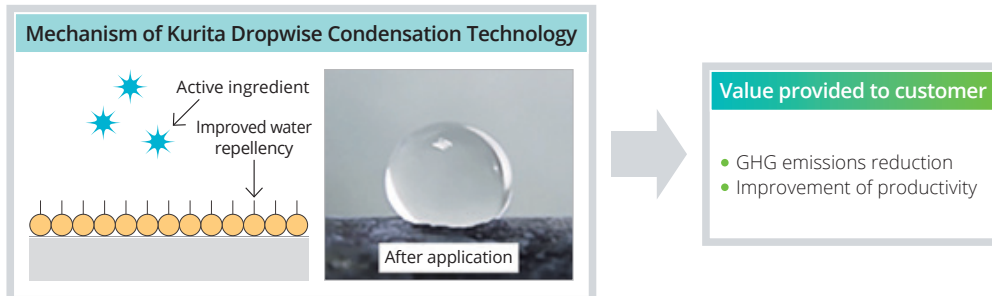 Mechanism of Kurita Dropwise Condensation Technology
Active ingredient
Improved water
repellency
After application
Value provided to customer
• GHG emissions reduction
• Improvement of productivity